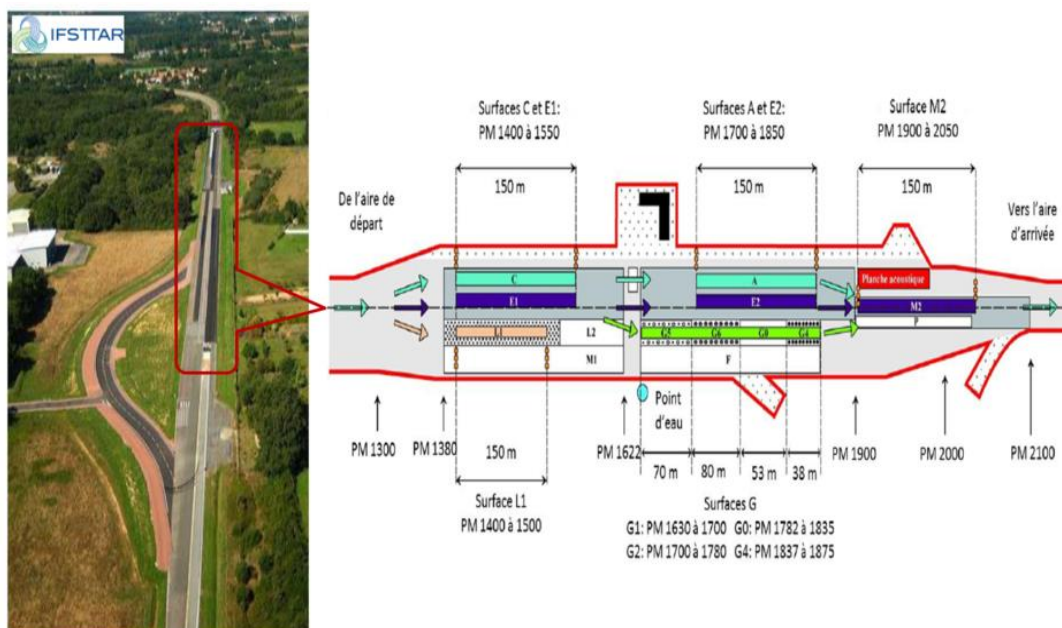 IFSTTAR
Surfaces C et E1:
PM 1400 à 1550
Surfaces A et E2:
PM 1700 à 1850
Surface M2
PM 1900 à 2050
150 m
150 m
150 m
De l'aire de
départ
Vers l'aire
d'arrivée
C
A
Planche acoustique
E1
E2
M2
L1
L2
G5
G6
G0
G4
P
M1
F
Point
d'eau
PM 1300
PM 1380
150 m
PM 1622
70 m
80 m
53 m
38 m
PM 1900
PM 2000
PM 2100
Surface L1
PM 1400 à 1500
Surfaces G
G1: PM 1630 à 1700 G0: PM 1782 à 1835
G2: PM 1700 à 1780 G4: PM 1837 à 1875